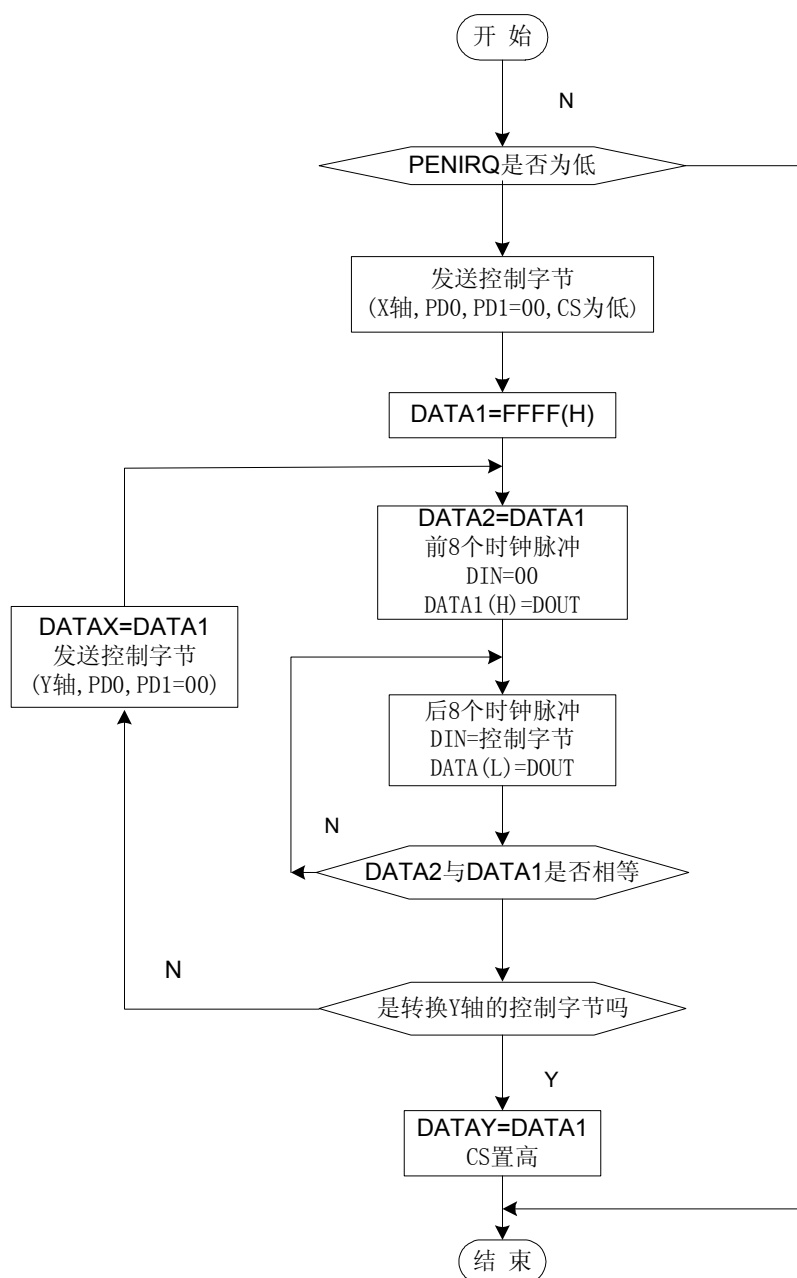 开 始
N
PENIRQ是否为低
发送控制字节
(X轴,PD0,PD1=00,CS为低)
DATA1=FFFF(H)
DATA2=DATA1
前8个时钟脉冲
DIN=00
DATA1(H)=DOUT
DATAX=DATA1
发送控制字节
(Y轴,PD0,PD1=00)
后8个时钟脉冲
DIN=控制字节
DATA(L)=DOUT
N
DATA2与DATA1是否相等
N
是转换Y轴的控制字节吗
Y
DATAY=DATA1
CS置高
结 束